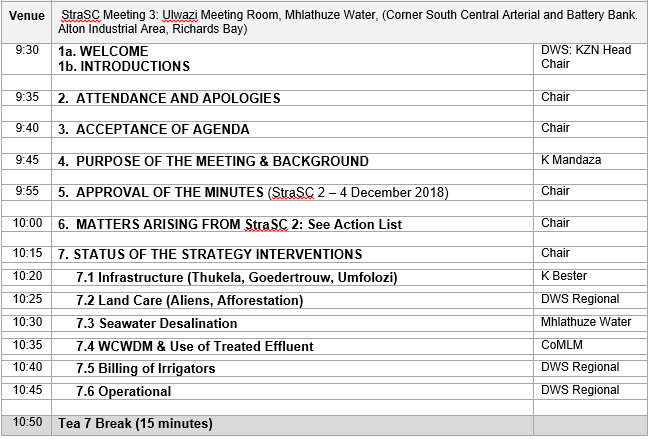 Venue StraSC Meeting 3: Ulwazi Meeting Room, Mhlathuze Water, (Corner South Central Arterial and Battery Bank.
Alton Industrial Area, Richards Bay)
9:30 1a. WELCOME DWS: KZN Head
1b. INTRODUCTIONS Chair
9:35 2. ATTENDANCE AND APOLOGIES Chair
9:40 3. ACCEPTANCE OF AGENDA Chair
9:45 4. PURPOSE OF THE MEETING & BACKGROUND K Mandaza
9:55 5. APPROVAL OF THE MINUTES (StraSC 2 – 4 December 2018) Chair
10:00 6. MATTERS ARISING FROM StraSC 2: See Action List Chair
10:15 7. STATUS OF THE STRATEGY INTERVENTIONS Chair
10:20 7.1 Infrastructure (Thukela, Goedertrouw, Umfolozi) K Bester
10:25 7.2 Land Care (Aliens, Afforestation) DWS Regional
10:30 7.3 Seawater Desalination Mhlathuze Water
10:35 7.4 WCWDM & Use of Treated Effluent CoMLM
10:40 7.5 Billing of Irrigators DWS Regional
10:45 7.6 Operational DWS Regional
10:50 Tea 7 Break (15 minutes)